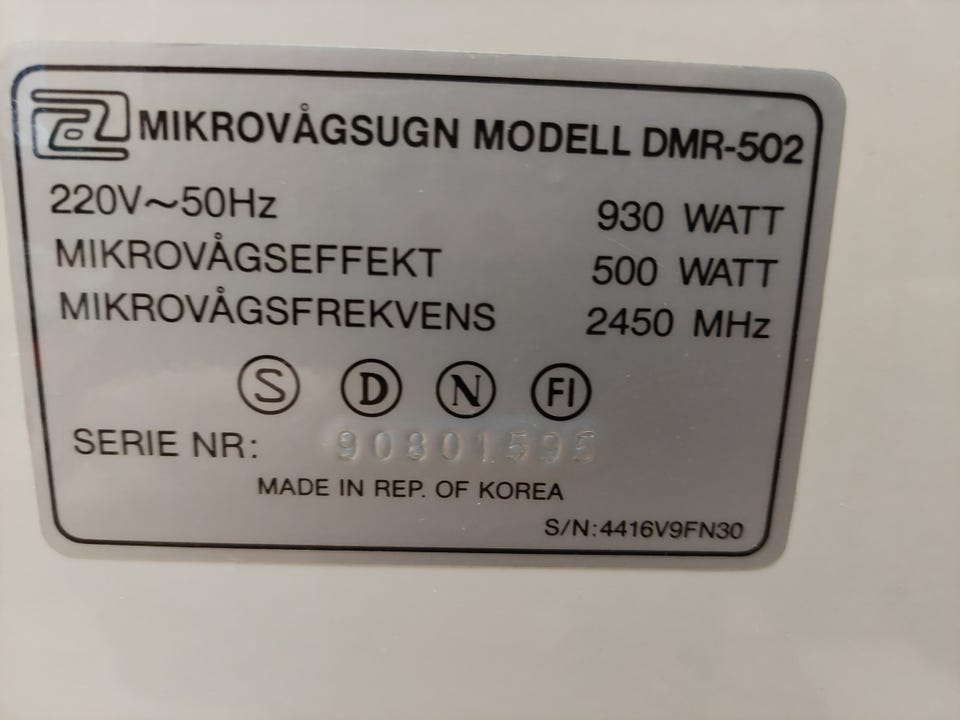 MIKROVÅGSUGN MODELL DMR-502
220V~50Hz 930 WATT
MIKROVÅGSEFFEKT 500 WATT
MIKROVÅGSFREKVENS 2450 MHz
S D N FI
SERIE NR: 90801595
MADE IN REP. OF KOREA
S/N:4416V9FN30